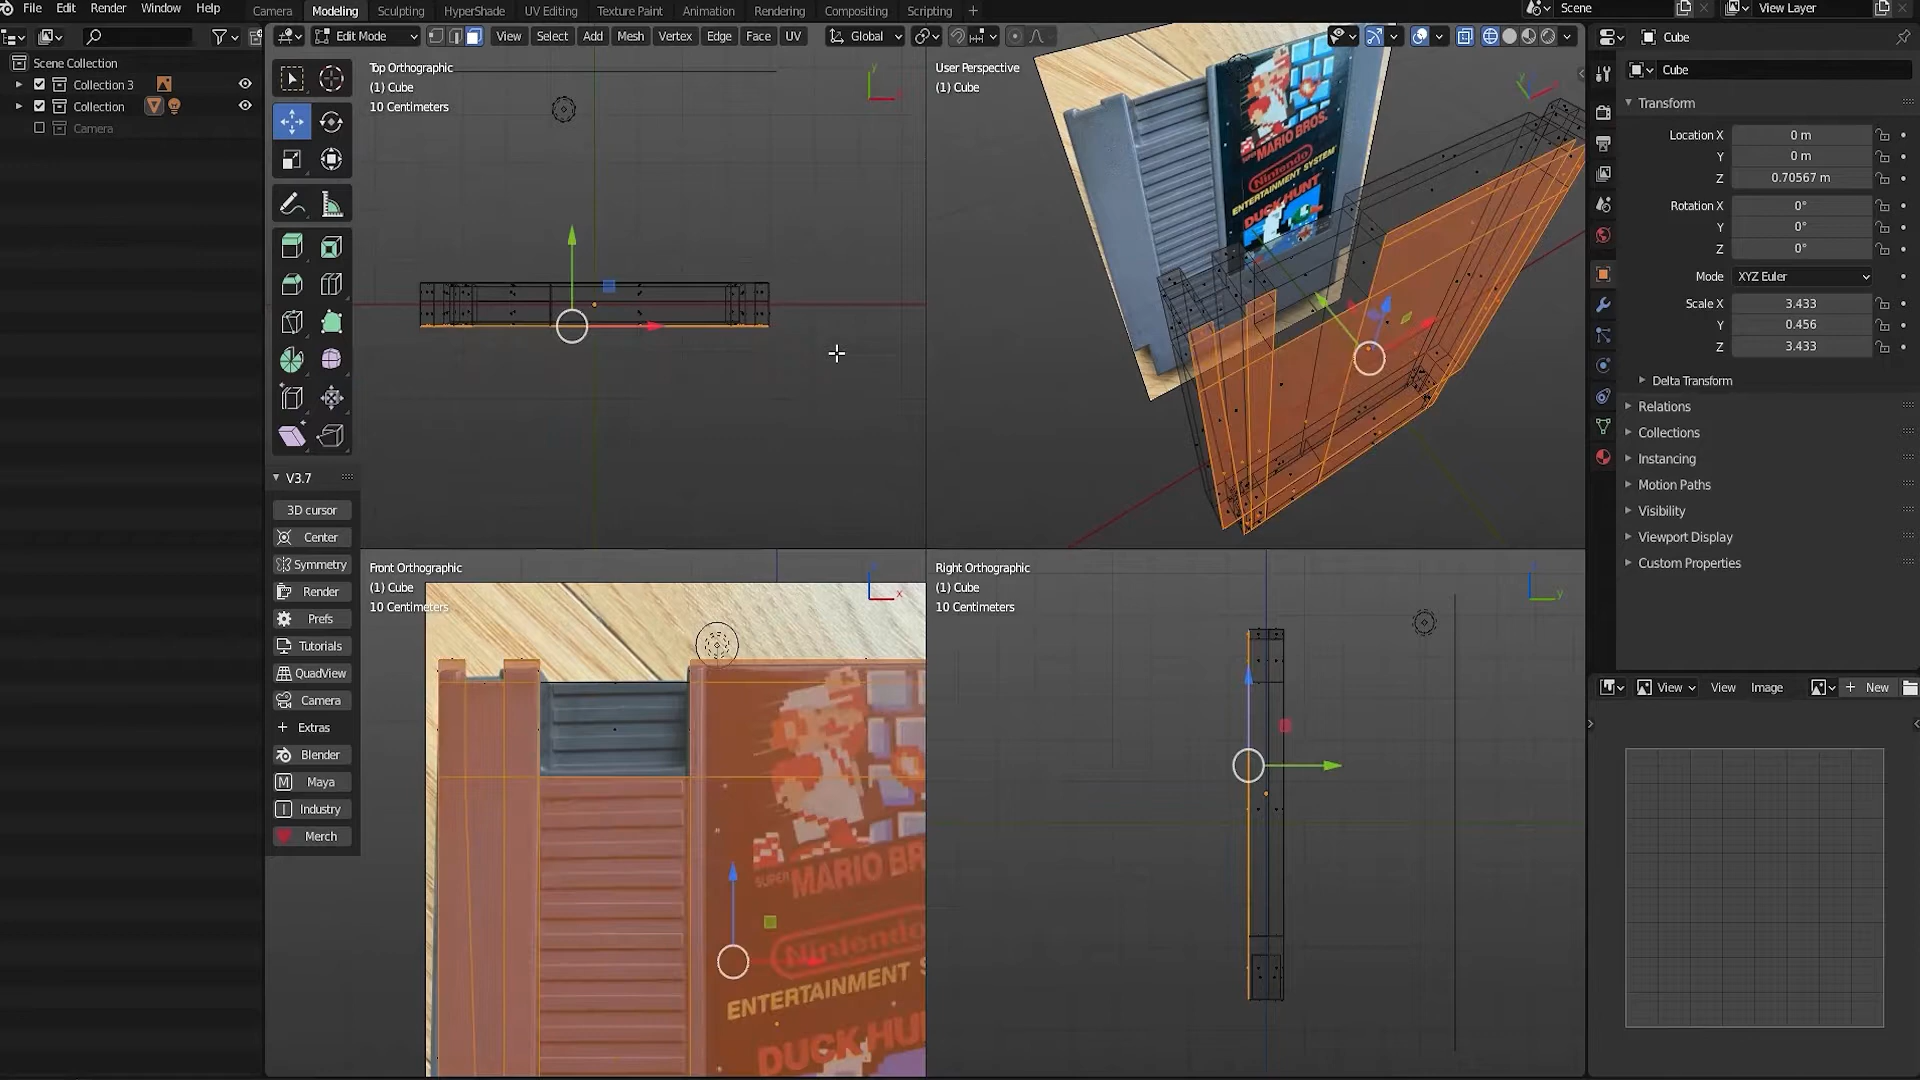 File Edit Render Window Help
Camera Modeling Sculpting HyperShade UV Editing Texture Paint Animation Rendering Compositing Scripting +
Scene View Layer
Edit Mode View Select Add Mesh Vertex Edge Face UV Global
Cube
Scene Collection
Collection 3
Collection
Camera
Top Orthographic
(1) Cube
10 Centimeters
User Perspective
(1) Cube
SUPER
MARIO BROS.
Nintendo
ENTERTAINMENT SYSTEM
DUCK HUNT
Cube
Transform
Location X 0 m
Y 0 m
Z 0.70567 m
Rotation X 0°
Y 0°
Z 0°
Mode XYZ Euler
Scale X 3.433
Y 0.456
Z 3.433
Delta Transform
Relations
Collections
Instancing
Motion Paths
Visibility
Viewport Display
Custom Properties
V3.7
3D cursor
Center
Symmetry
Render
Prefs
Tutorials
QuadView
Camera
Extras
Blender
M Maya
I Industry
Merch
Front Orthographic
(1) Cube
10 Centimeters
SUPER MARIO BR
Nintendo
ENTERTAINMENT S
DUCK HU
Right Orthographic
(1) Cube
10 Centimeters
View View Image + New